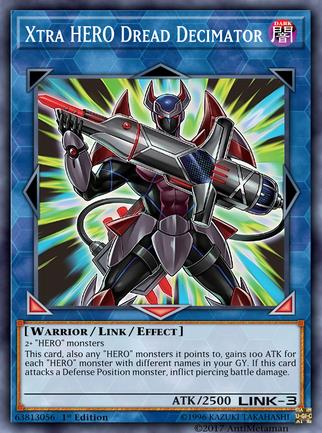 XTRA HERO DREAD DECIMATOR
DARK
闇
[WARRIOR / LINK / EFFECT]
2+ "HERO" monsters
This card, also any "HERO" monsters it points to, gains 100 ATK for
each "HERO" monster with different names in your GY. If this card
attacks a Defense Position monster, inflict piercing battle damage.
ATK/2500 LINK-3
63813056 1st Edition ©1996 KAZUKI TAKAHASHI
©2017 AntiMetaman